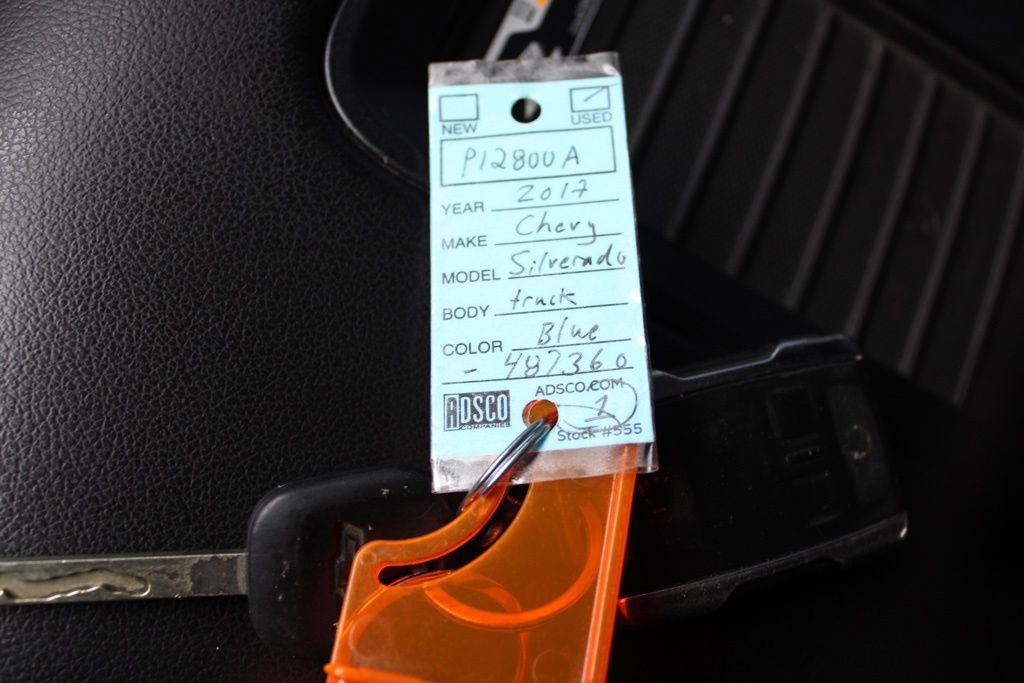 NEW USED
P12800A
YEAR 2017
MAKE Chevy
MODEL Silverado
BODY truck
COLOR Blue
- 487360
ADSCO ADSCO.COM
COMPANIES 1
Stock #555